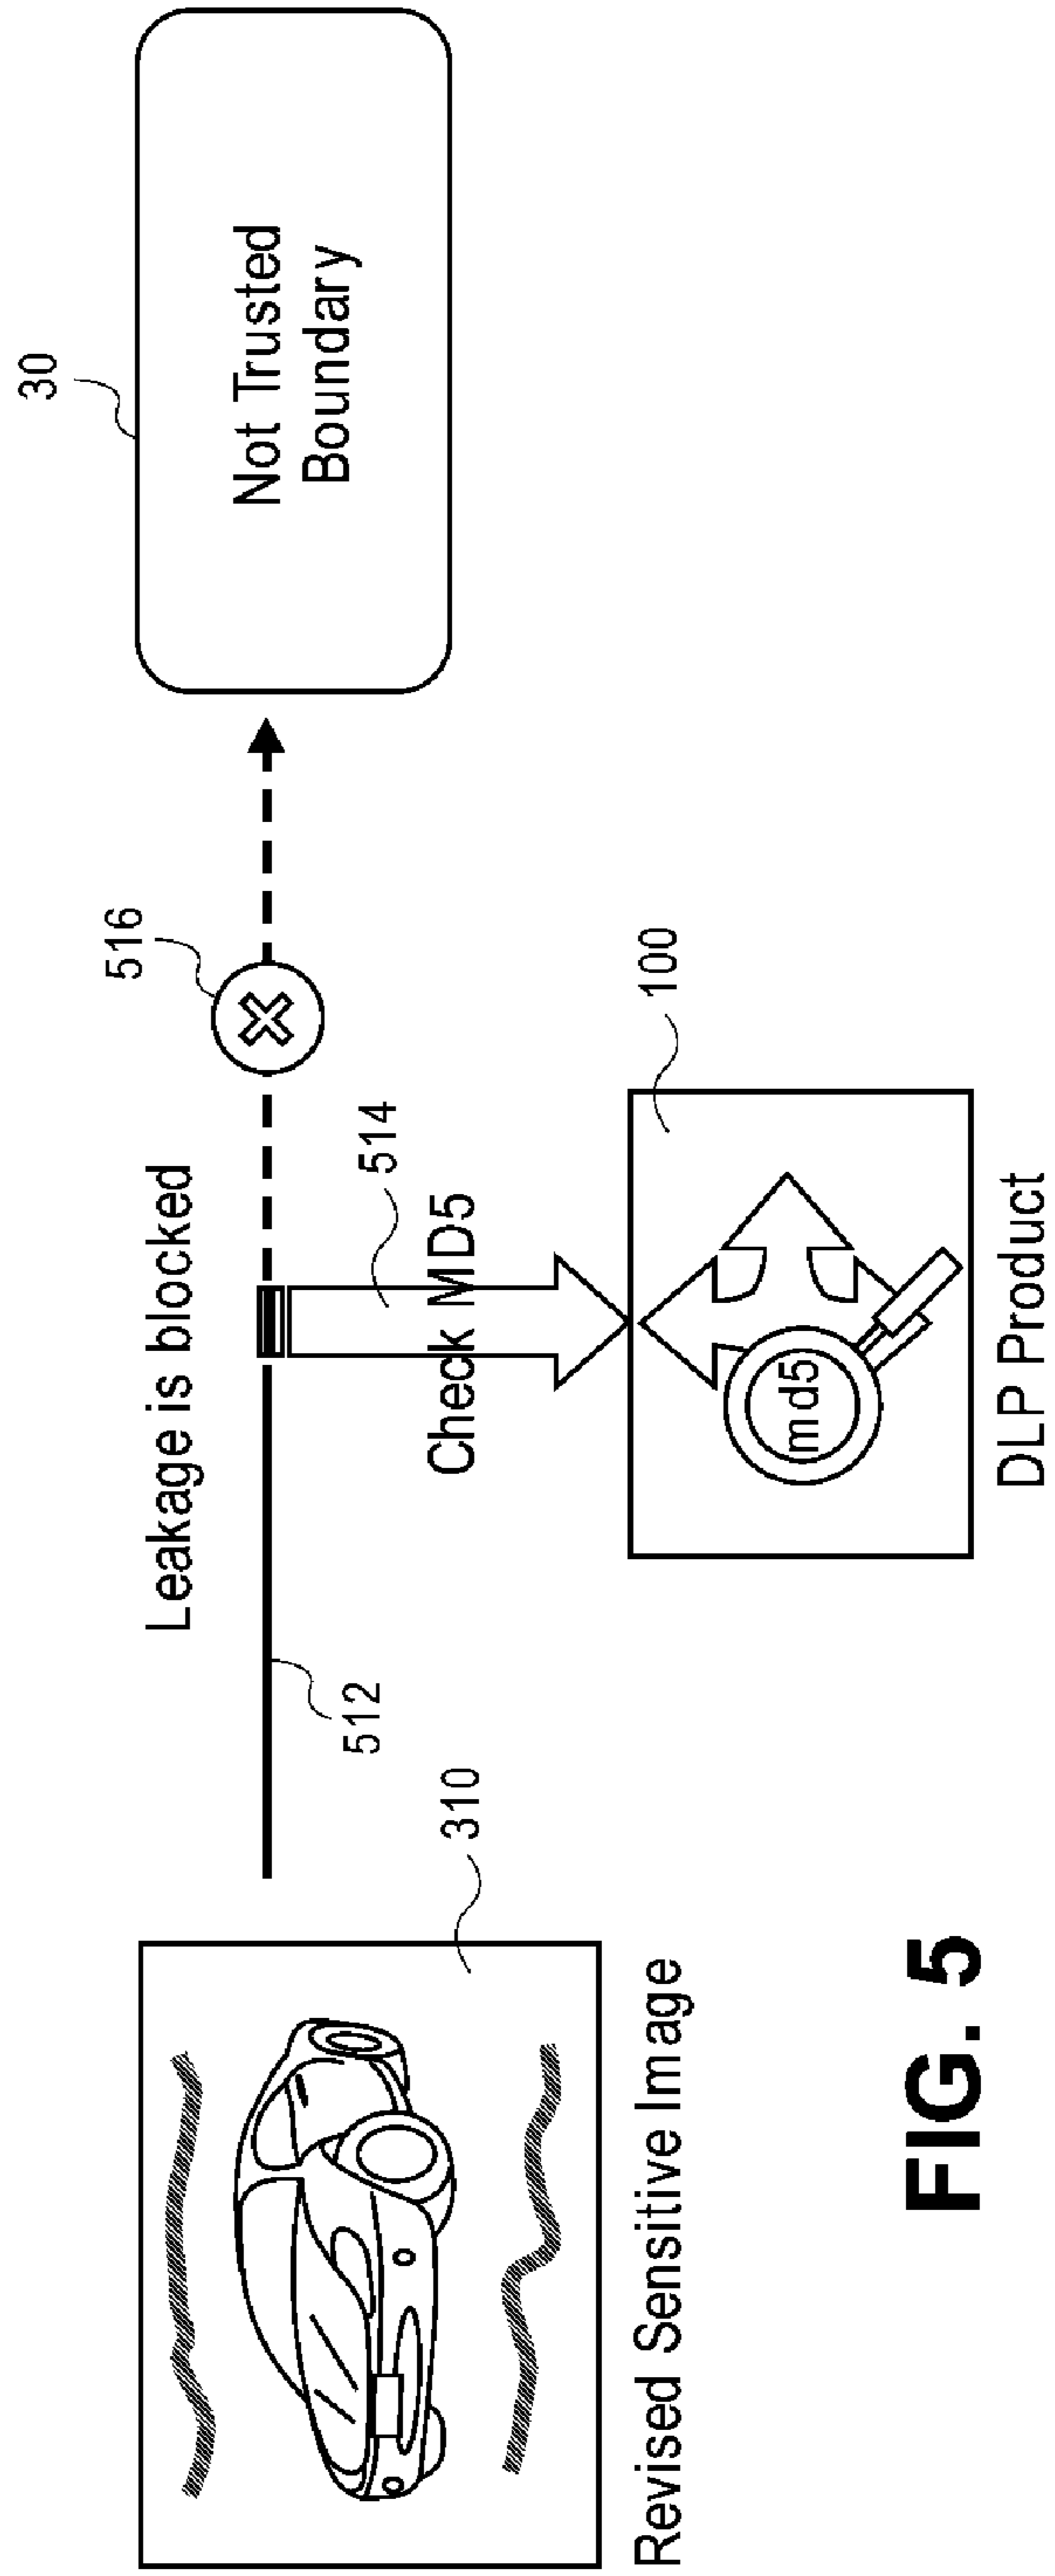 30
Not Trusted
Boundary
516
Leakage is blocked
514
Check MD5
512
100
md5
DLP Product
310
Revised Sensitive Image
FIG. 5